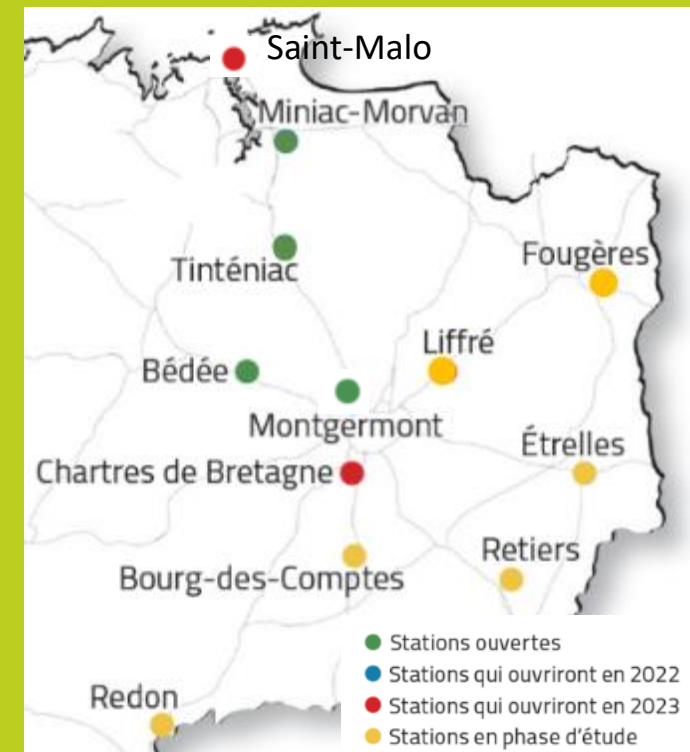 Saint-Malo
Miniac-Morvan
Tinténiac
Fougères
Liffré
Bédée
Montgermont
Étrelles
Chartres de Bretagne
Retiers
Bourg-des-Comptes
Redon
Stations ouvertes
Stations qui ouvriront en 2022
Stations qui ouvriront en 2023
Stations en phase d'étude